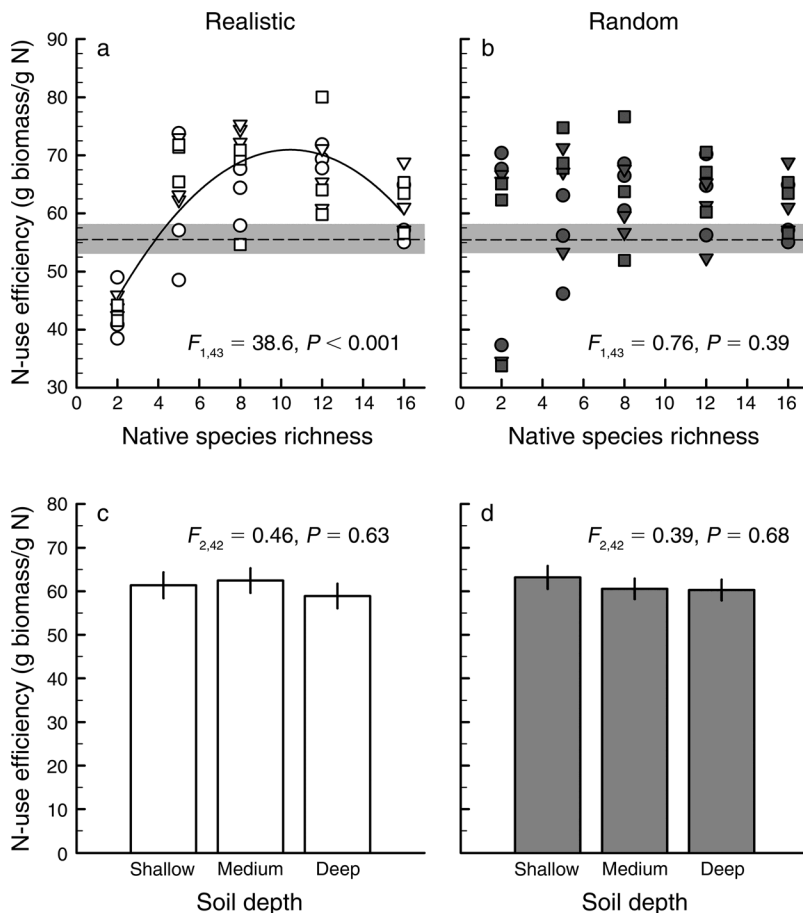 Realistic
Random
N-use efficiency (g biomass/g N)
a
90
80
70
60
50
40
30
F1,43 = 38.6, P < 0.001
0 2 4 6 8 10 12 14 16
Native species richness
b
F1,43 = 0.76, P = 0.39
0 2 4 6 8 10 12 14 16
Native species richness
N-use efficiency (g biomass/g N)
c
80
70
60
50
40
30
20
10
0
F2,42 = 0.46, P = 0.63
Shallow Medium Deep
Soil depth
d
F2,42 = 0.39, P = 0.68
Shallow Medium Deep
Soil depth